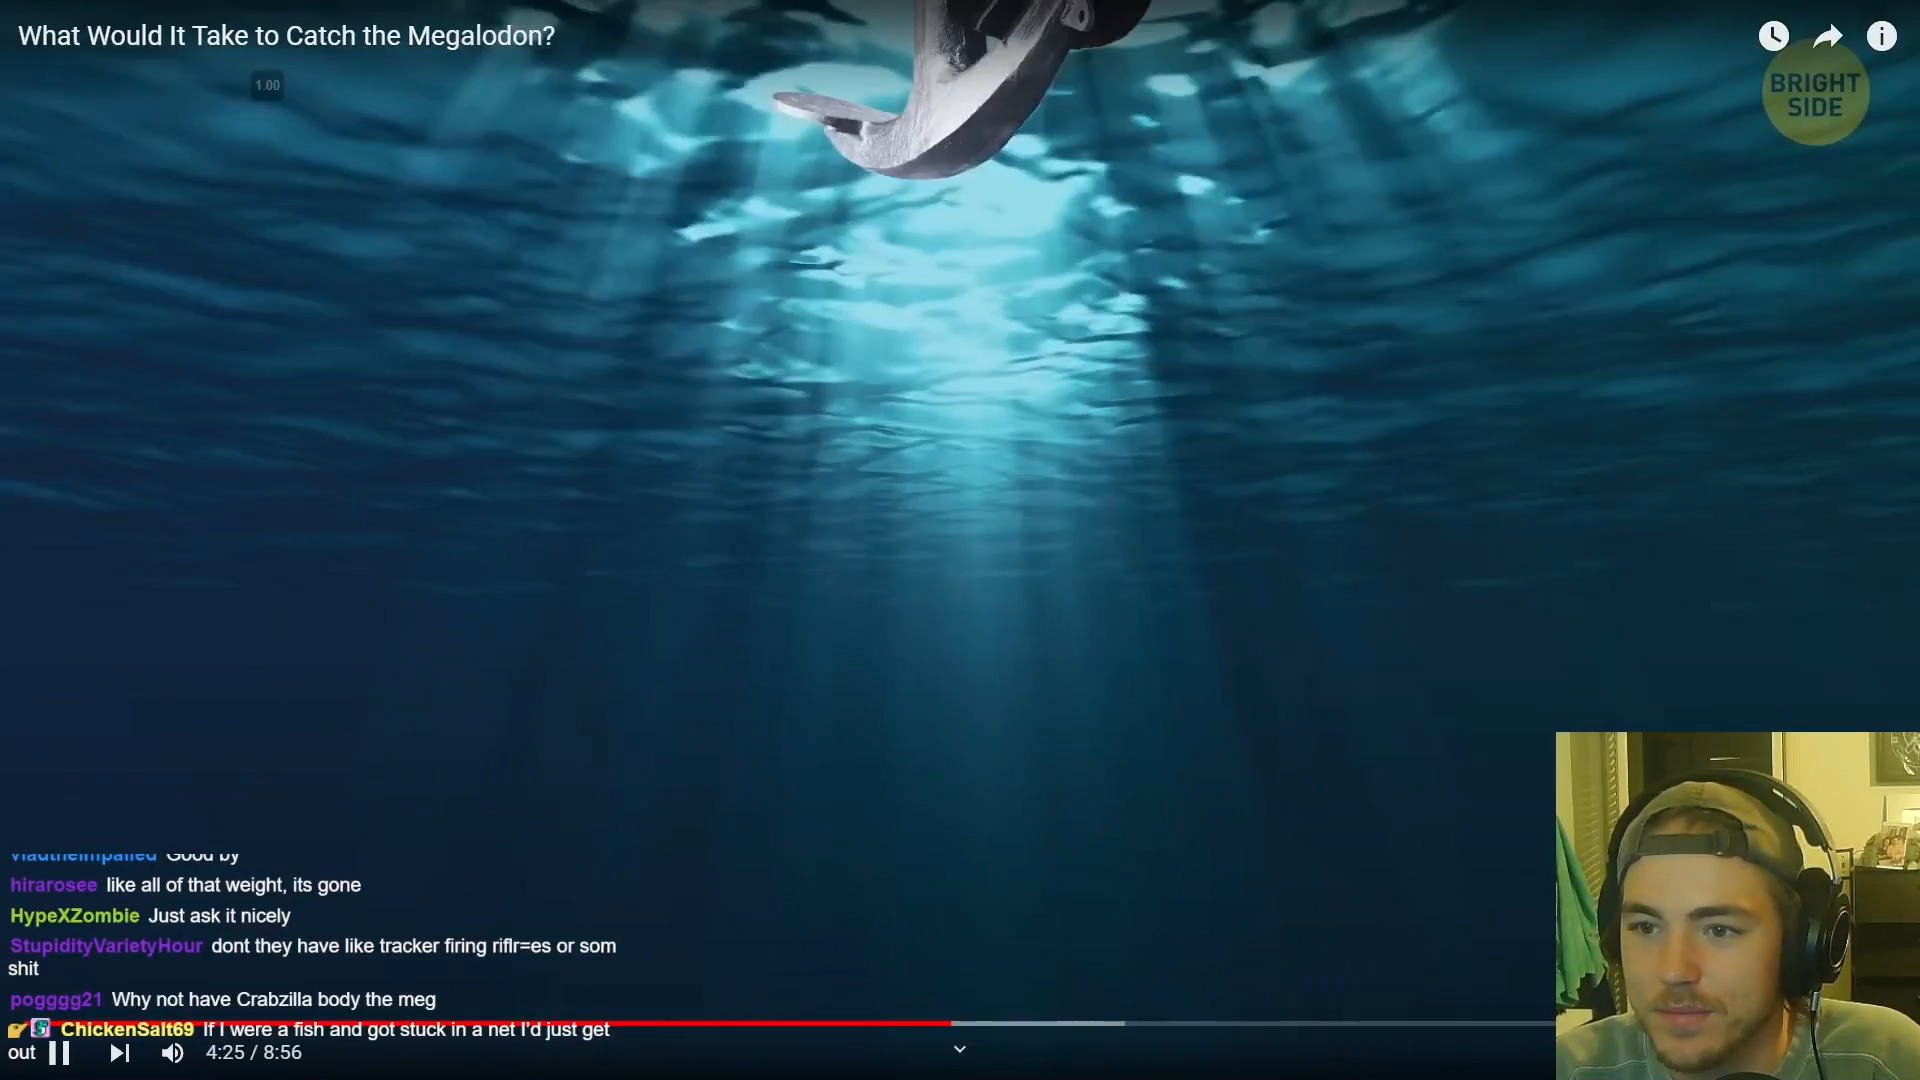 What Would It Take to Catch the Megalodon?
1.00
BRIGHT
SIDE
vladtheimpalled Good by
hirarosee like all of that weight, its gone
HypeXZombie Just ask it nicely
StupidityVarietyHour dont they have like tracker firing riflr=es or som
shit
pogggg21 Why not have Crabzilla body the meg
ChickenSalt69 If I were a fish and got stuck in a net I'd just get
out
4:25 / 8:56